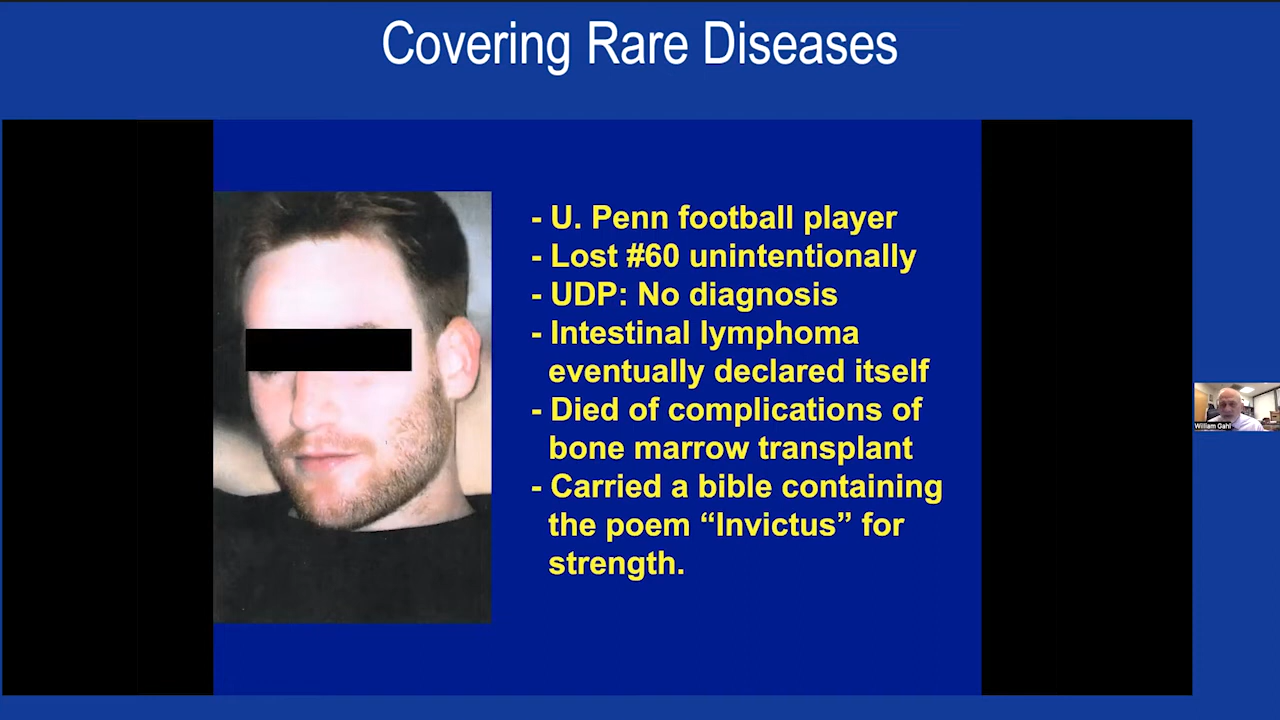 Covering Rare Diseases
- U. Penn football player
- Lost #60 unintentionally
- UDP: No diagnosis
- Intestinal lymphoma
eventually declared itself
- Died of complications of
bone marrow transplant
- Carried a bible containing
the poem “Invictus” for
strength.
William Gahl